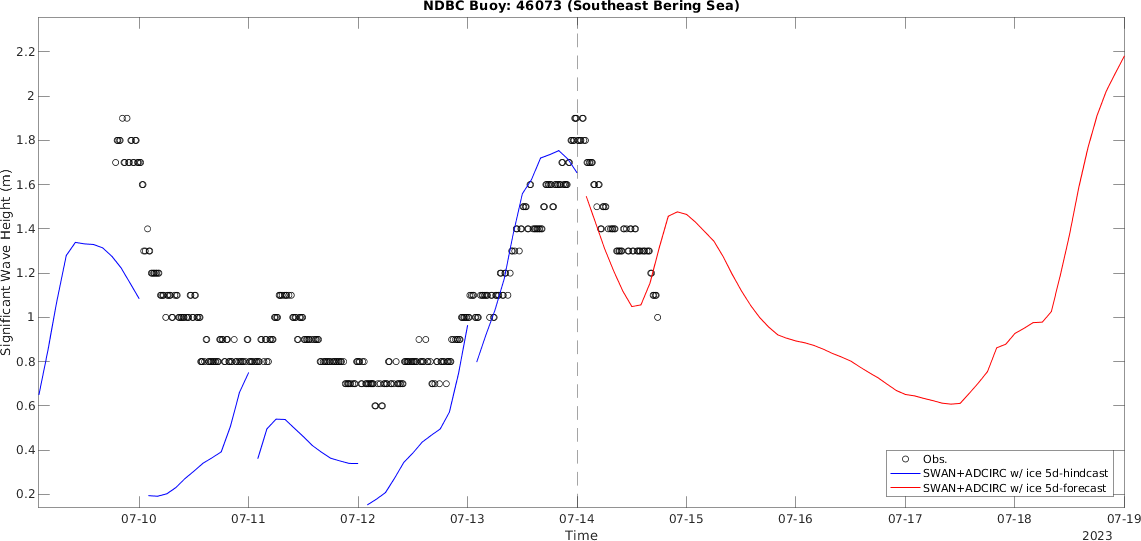 NDBC Buoy: 46073 (Southeast Bering Sea)
Significant Wave Height (m)
2.2
2
1.8
1.6
1.4
1.2
1
0.8
0.6
0.4
0.2
Obs.
SWAN+ADCIRC w/ ice 5d-hindcast
SWAN+ADCIRC w/ ice 5d-forecast
07-10 07-11 07-12 07-13 07-14 07-15 07-16 07-17 07-18 07-19
Time
2023